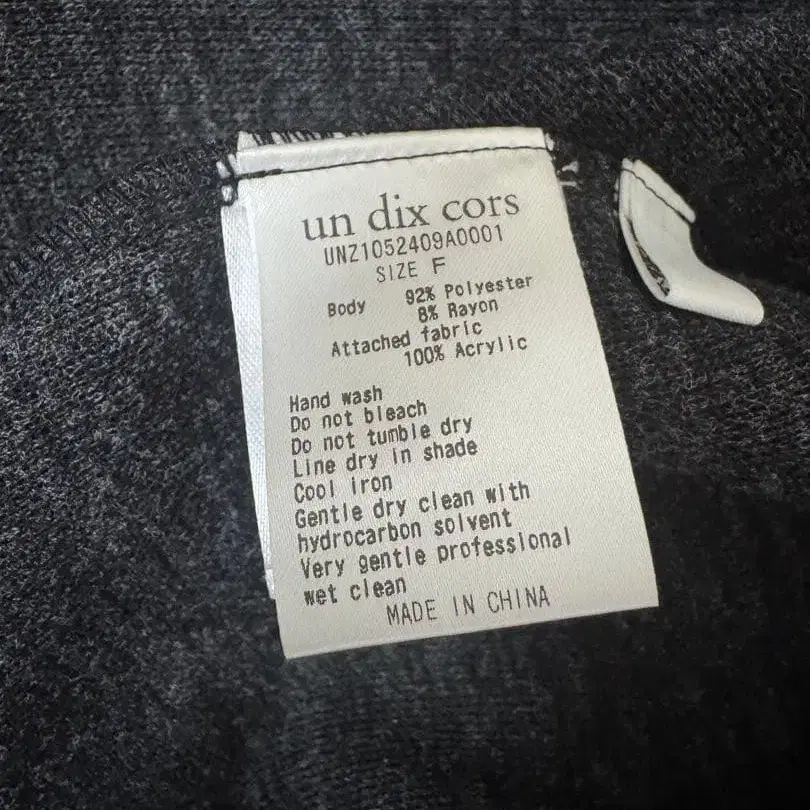 un dix cors
UNZ1052409A0001
SIZE F
Body 92% Polyester
8% Rayon
Attached fabric
100% Acrylic
Hand wash
Do not bleach
Do not tumble dry
Line dry in shade
Cool iron
Gentle dry clean with
hydrocarbon solvent
Very gentle professional
wet clean
MADE IN CHINA